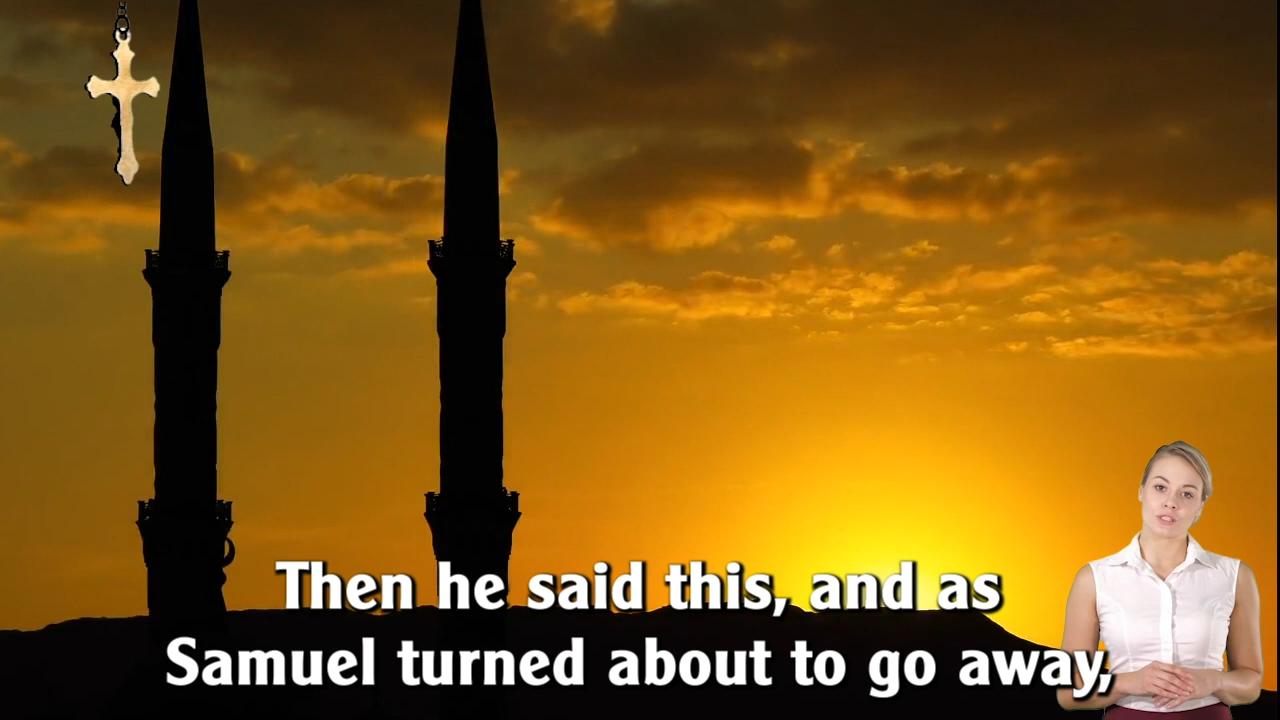 Then he said this, and as
Samuel turned about to go away,